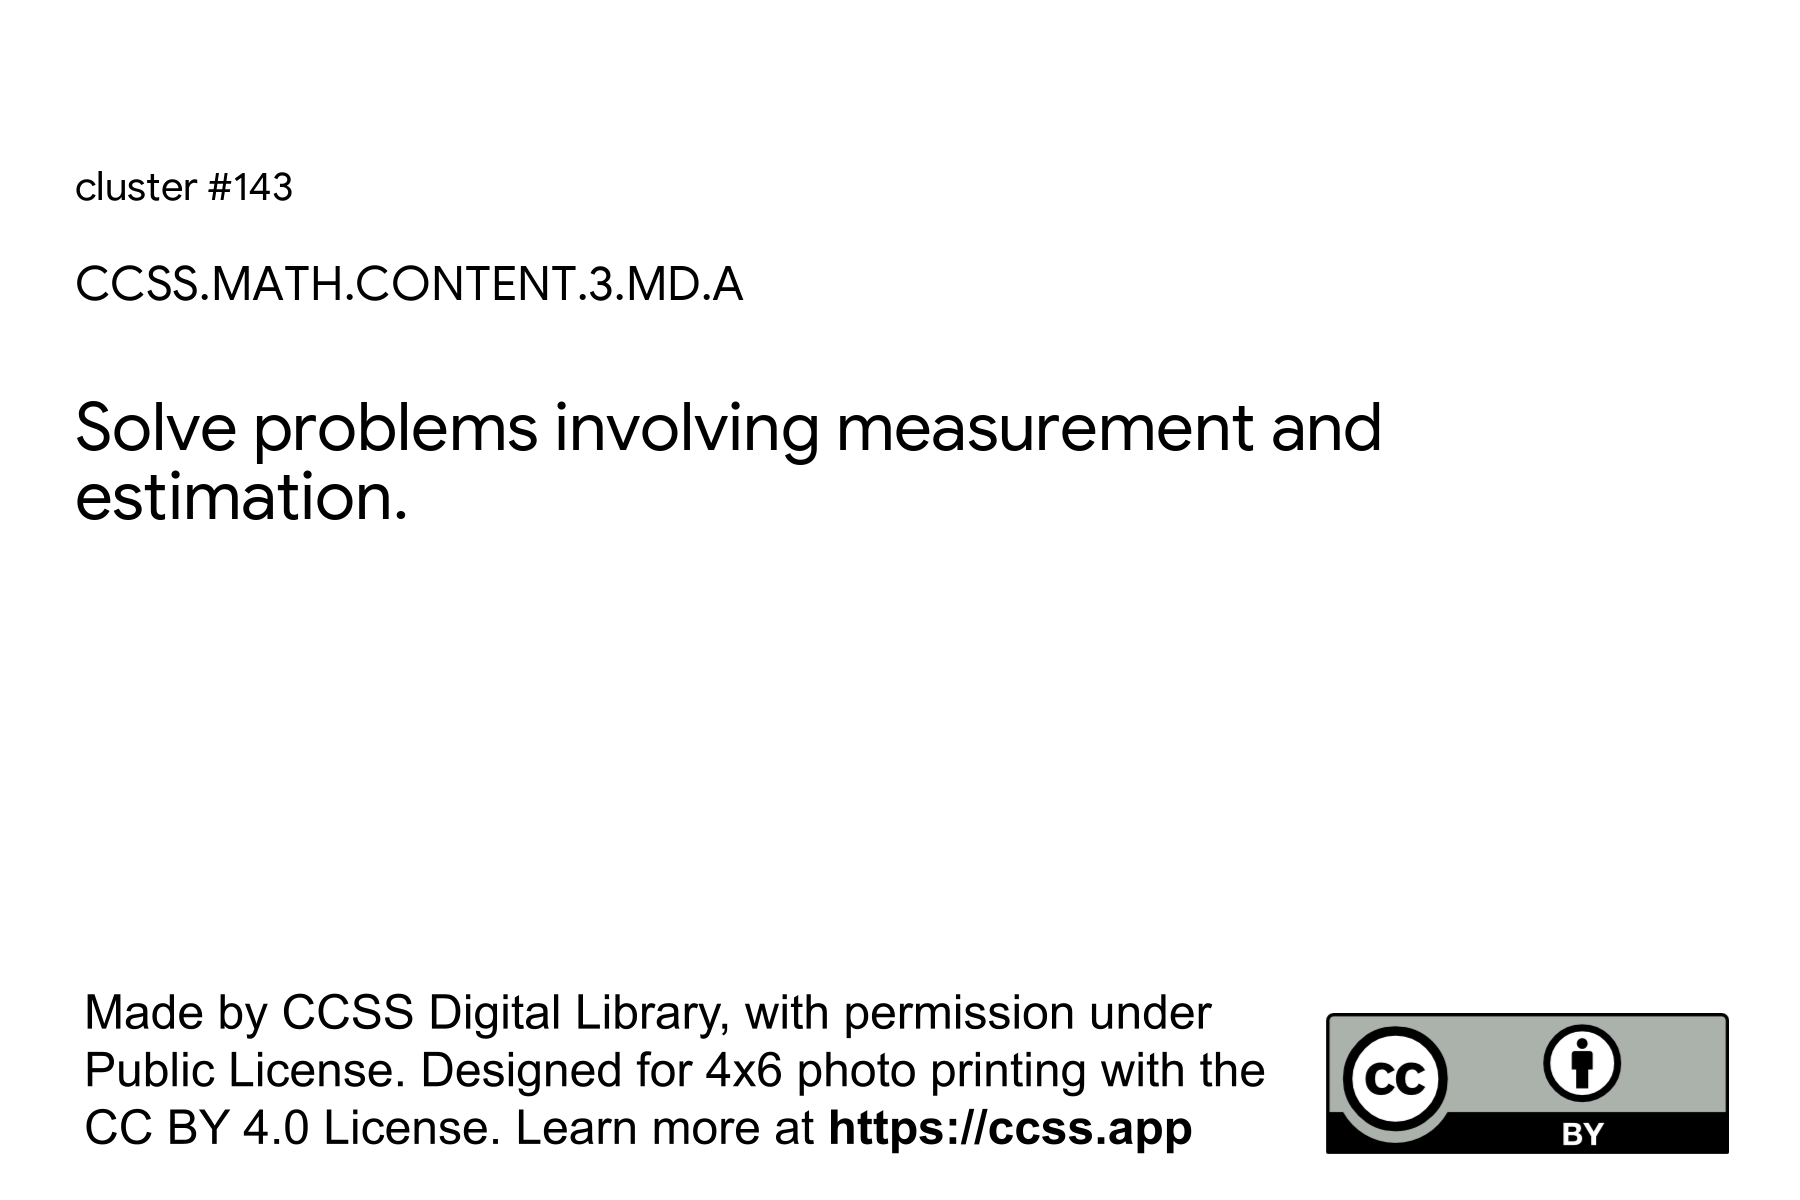 cluster #143
CCSS.MATH.CONTENT.3.MD.A
Solve problems involving measurement and
estimation.
Made by CCSS Digital Library, with permission under
Public License. Designed for 4x6 photo printing with the
CC BY 4.0 License. Learn more at https://ccss.app
CC
BY